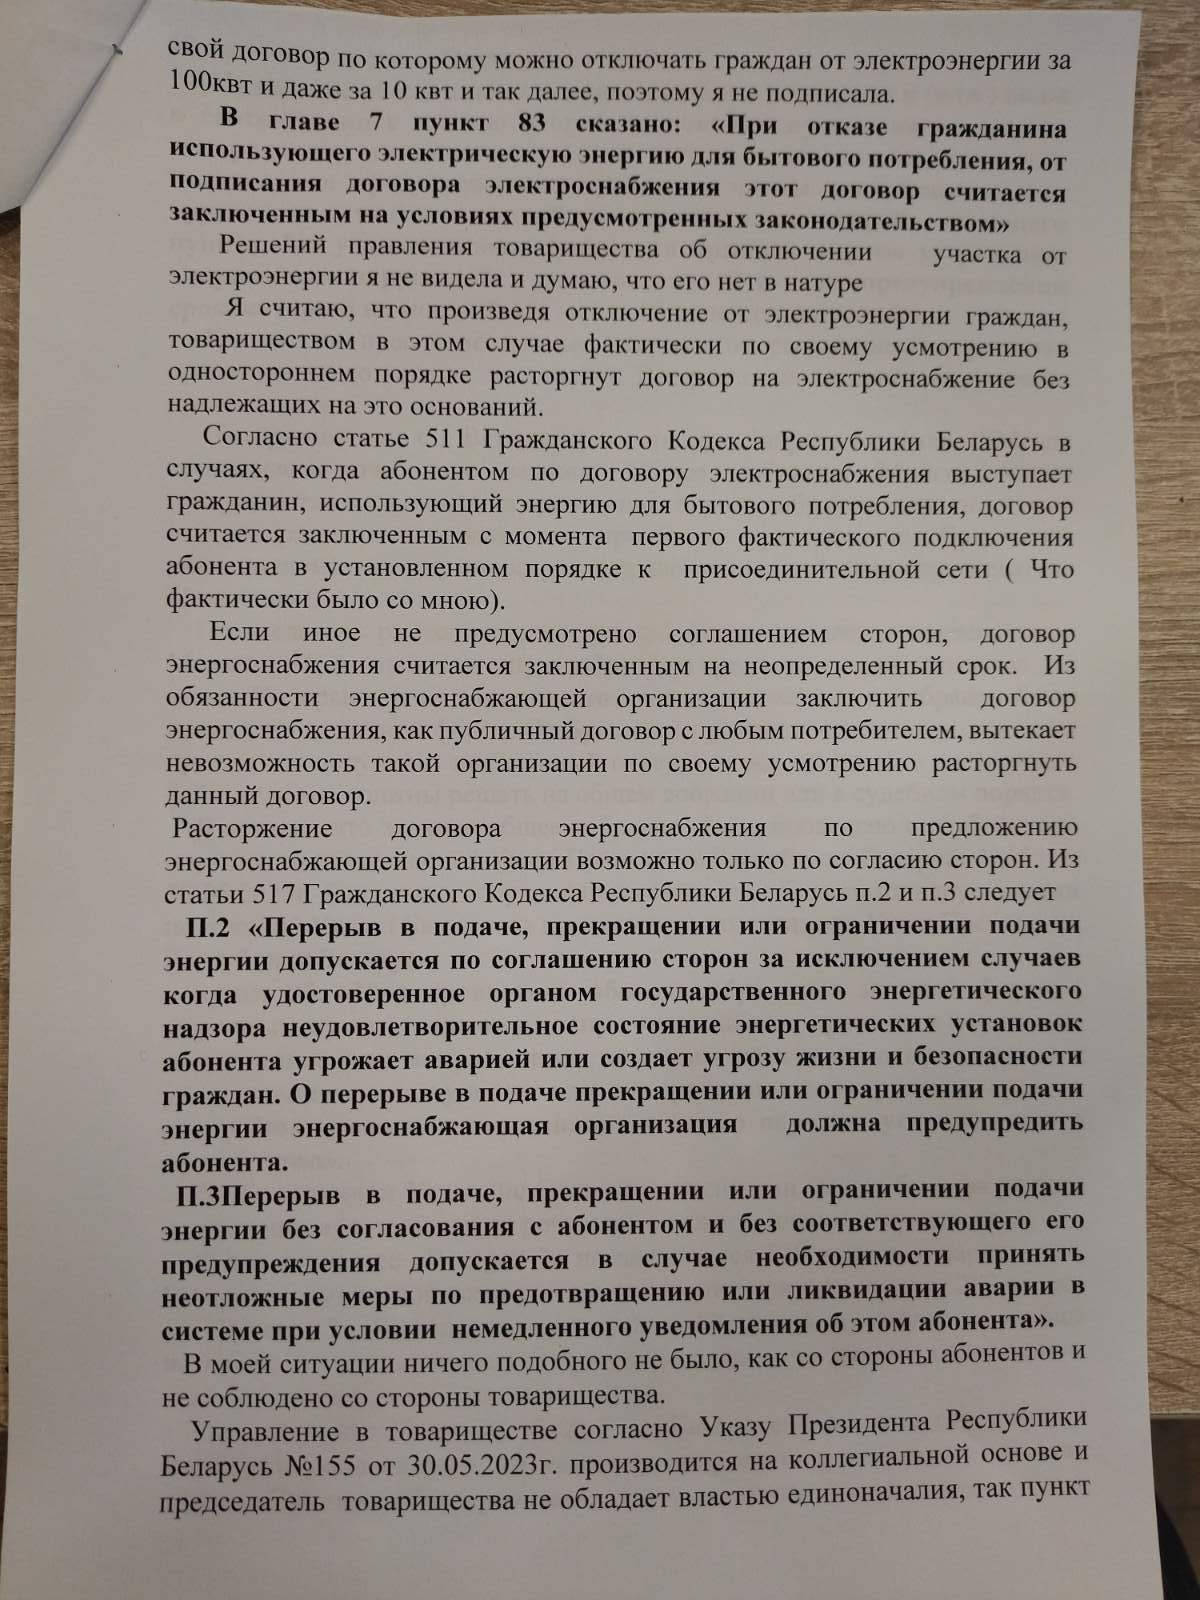 свой договор по которому можно отключать граждан от электроэнергии за
100квт и даже за 10 квт и так далее, поэтому я не подписала.
В главе 7 пункт 83 сказано: «При отказе гражданина
использующего электрическую энергию для бытового потребления, от
подписания договора электроснабжения этот договор считается
заключенным на условиях предусмотренных законодательством»
Решений правления товарищества об отключении участка от
электроэнергии я не видела и думаю, что его нет в натуре
Я считаю, что произведя отключение от электроэнергии граждан,
товариществом в этом случае фактически по своему усмотрению в
одностороннем порядке расторгнут договор на электроснабжение без
надлежащих на это оснований.
Согласно статье 511 Гражданского Кодекса Республики Беларусь в
случаях, когда абонентом по договору электроснабжения выступает
гражданин, использующий энергию для бытового потребления, договор
считается заключенным с момента первого фактического подключения
абонента в установленном порядке к присоединительной сети ( Что
фактически было со мною).
Если иное не предусмотрено соглашением сторон, договор
энергоснабжения считается заключенным на неопределенный срок. Из
обязанности энергоснабжающей организации заключить договор
энергоснабжения, как публичный договор с любым потребителем, вытекает
невозможность такой организации по своему усмотрению расторгнуть
данный договор.
Расторжение договора энергоснабжения по предложению
энергоснабжающей организации возможно только по согласию сторон. Из
статьи 517 Гражданского Кодекса Республики Беларусь п.2 и п.3 следует
П.2 «Перерыв в подаче, прекращении или ограничении подачи
энергии допускается по соглашению сторон за исключением случаев
когда удостоверенное органом государственного энергетического
надзора неудовлетворительное состояние энергетических установок
абонента угрожает аварией или создает угрозу жизни и безопасности
граждан. О перерыве в подаче прекращении или ограничении подачи
энергии энергоснабжающая организация должна предупредить
абонента.
П.3Перерыв в подаче, прекращении или ограничении подачи
энергии без согласования с абонентом и без соответствующего его
предупреждения допускается в случае необходимости принять
неотложные меры по предотвращению или ликвидации аварии в
системе при условии немедленного уведомления об этом абонента».
В моей ситуации ничего подобного не было, как со стороны абонентов и
не соблюдено со стороны товарищества.
Управление в товариществе согласно Указу Президента Республики
Беларусь №155 от 30.05.2023г. производится на коллегиальной основе и
председатель товарищества не обладает властью единоначалия, так пункт